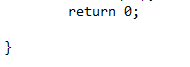 return 0;
}